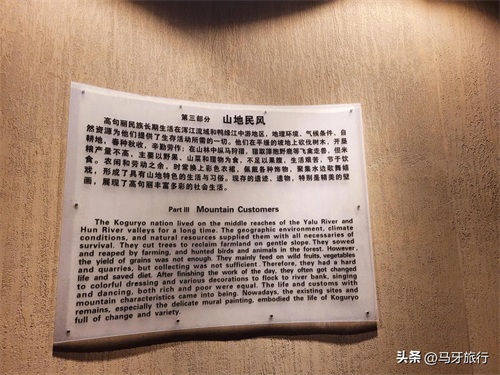 第三部分 山地民风
高句丽民族长期生活在浑江流域和鸭绿江中游地区，地理环境、气候条件、自
然资源为他们提供了生存活动所需的一切。他们在平缓的坡地上砍伐树木，开垦
耕地，春种秋收，辛勤劳作；在山林中纵马狩猎，猎取獐狍野鹿等飞禽走兽。但米
粮产量不高，主要以野果、山菜和猎物为食，不足以果腹，生活艰苦，节于饮
食。农闲和劳动之余，时常换上彩色衣裙，佩戴各种饰物，聚集水边歌舞嬉
戏，形成了具有山地特色的生活与习俗。现存的遗迹、遗物，特别是精美的壁
画，展现了高句丽丰富多彩的社会生活。
Part III Mountain Customers
The Koguryo nation lived on the middle reaches of the Yalu River and
Hun River valleys for a long time. The geographic environment, climate
conditions, and natural resources supplied them with all necessaries of
survival. They cut trees to reclaim farmland on gentle slope. They sowed
and reaped by farming, and hunted birds and animals in the forest. However,
the yield of grains was not enough. They mainly feed on wild fruits, vegetables
and quarries, but collecting was not sufficient. Therefore, they had a hard
life and saved diet. After finishing the work of the day, they often got changed
to colorful dressing and various decorations to flock to river bank, singing
and dancing, both rich and poor were equal. The life and customs with
mountain characteristics came into being. Nowadays, the existing sites and
remains, especially the delicate mural painting, embodied the life of Koguryo
full of change and variety.
头条 @马牙旅行